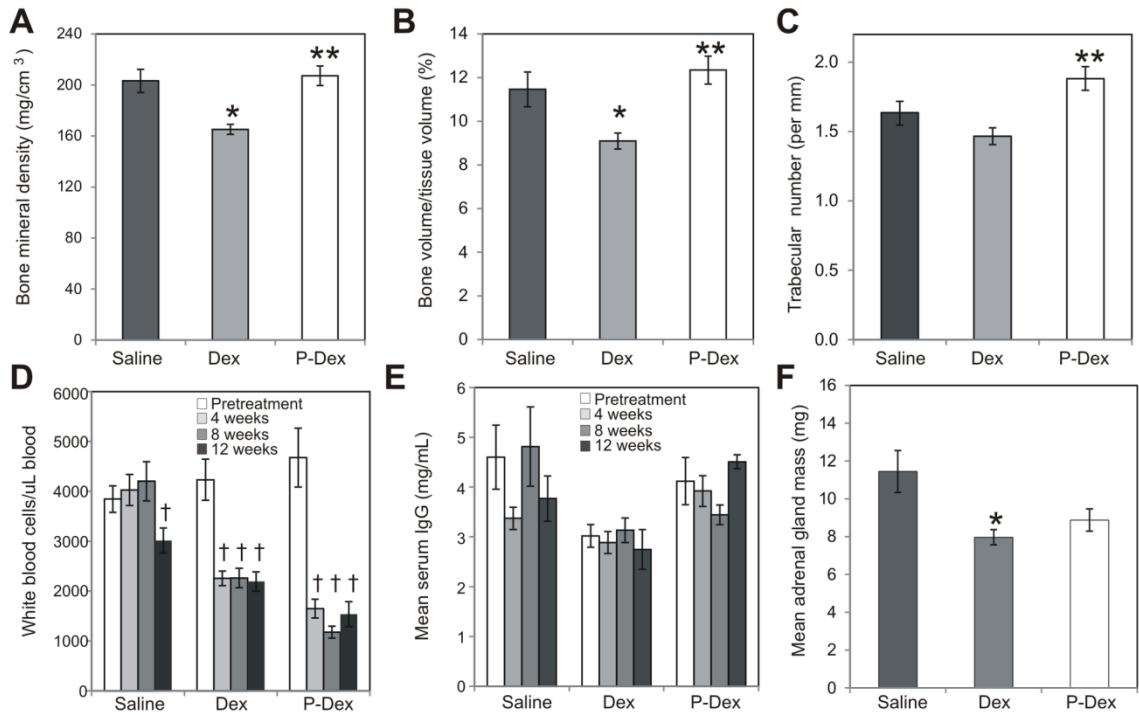 A
Bone mineral density (mg/cm 3)
240
200
160
120
80
40
0
*
**
Saline Dex P-Dex
B
Bone volume/tissue volume (%)
14
12
10
8
6
4
2
0
*
**
Saline Dex P-Dex
C
Trabecular number (per mm)
2.0
1.5
1.0
0.5
0.0
**
Saline Dex P-Dex
D
White blood cells/uL blood
6000
5000
4000
3000
2000
1000
0
Pretreatment
4 weeks
8 weeks
12 weeks
†
† † †
† † †
Saline Dex P-Dex
E
Mean serum IgG (mg/mL)
6
5
4
3
2
1
0
Pretreatment
4 weeks
8 weeks
12 weeks
Saline Dex P-Dex
F
Mean adrenal gland mass (mg)
16
14
12
10
8
6
4
2
0
*
Saline Dex P-Dex